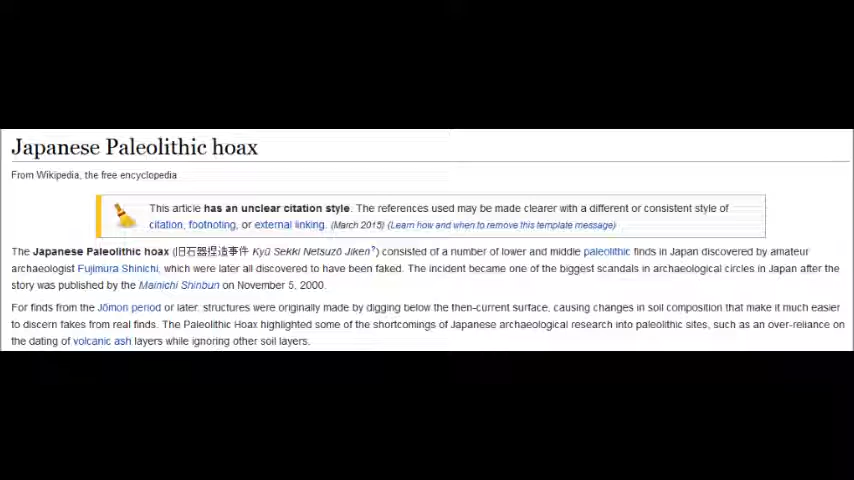 Japanese Paleolithic hoax
From Wikipedia, the free encyclopedia
This article has an unclear citation style. The references used may be made clearer with a different or consistent style of
citation, footnoting, or external linking. (March 2015) (Learn how and when to remove this template message)
The Japanese Paleolithic hoax (旧石器捏造事件 Kyū Sekki Netsuzō Jiken?) consisted of a number of lower and middle paleolithic finds in Japan discovered by amateur
archaeologist Fujimura Shinichi, which were later all discovered to have been faked. The incident became one of the biggest scandals in archaeological circles in Japan after the
story was published by the Mainichi Shinbun on November 5, 2000.
For finds from the Jōmon period or later, structures were originally made by digging below the then-current surface, causing changes in soil composition that make it much easier
to discern fakes from real finds. The Paleolithic Hoax highlighted some of the shortcomings of Japanese archaeological research into paleolithic sites, such as an over-reliance on
the dating of volcanic ash layers while ignoring other soil layers.